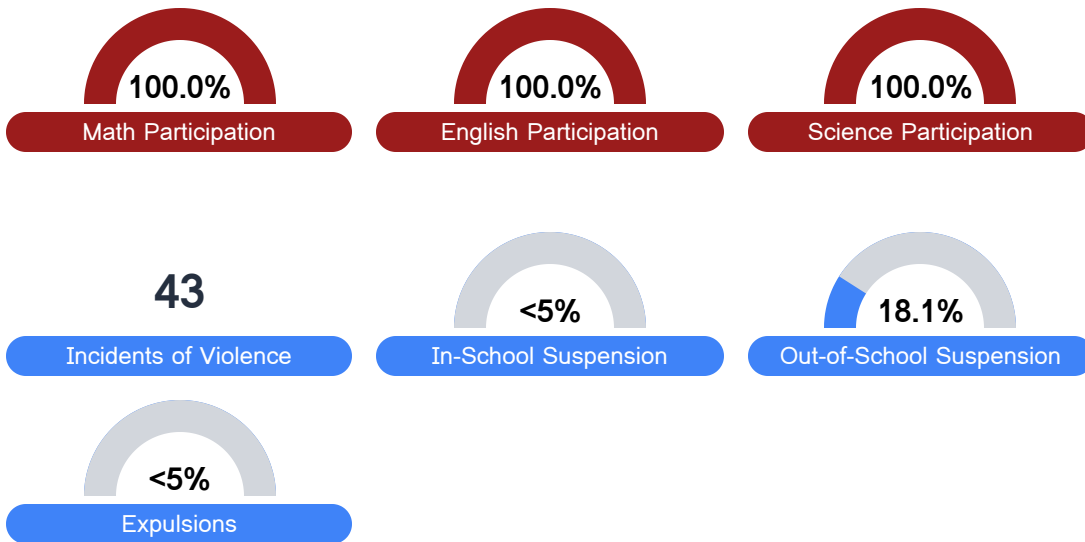 100.0%
Math Participation
100.0%
English Participation
100.0%
Science Participation
43
Incidents of Violence
<5%
In-School Suspension
18.1%
Out-of-School Suspension
<5%
Expulsions